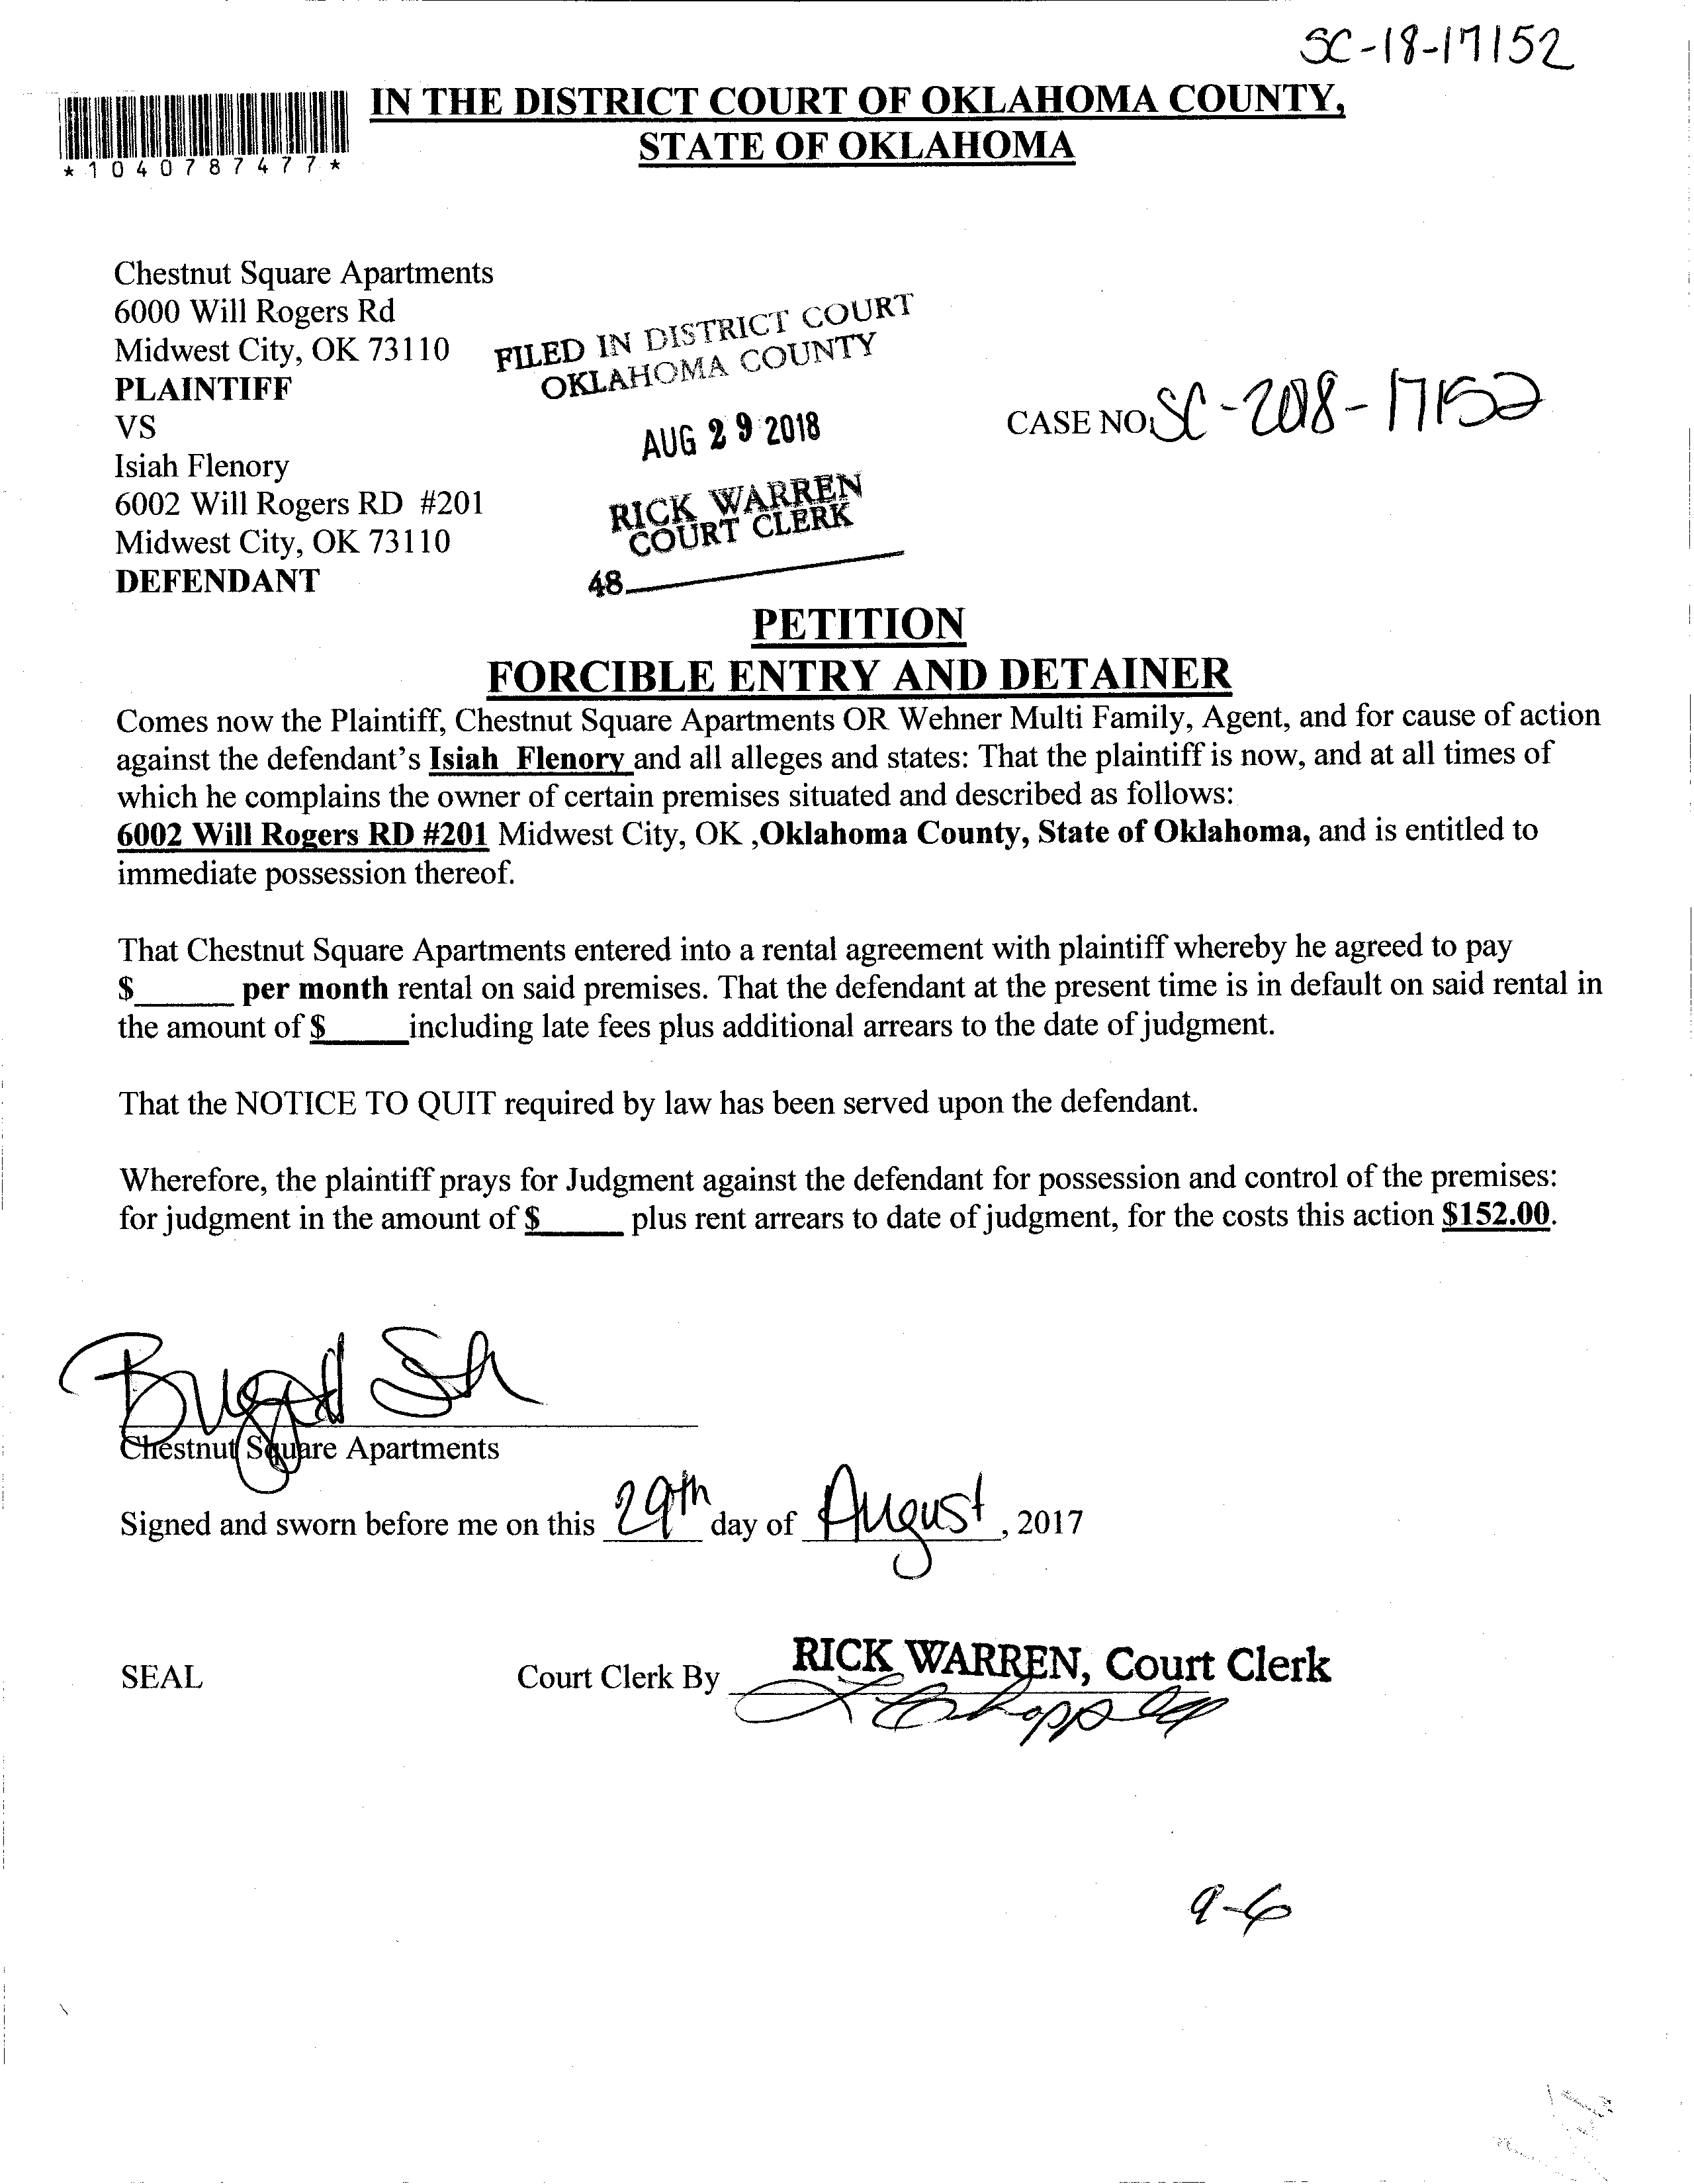 SC-18-17152
IN THE DISTRICT COURT OF OKLAHOMA COUNTY,
STATE OF OKLAHOMA
*1040787477*
Chestnut Square Apartments
6000 Will Rogers Rd
Midwest City, OK 73110
PLAINTIFF
VS
Isiah Flenory
6002 Will Rogers RD #201
Midwest City, OK 73110
DEFENDANT
FILED IN DISTRICT COURT
OKLAHOMA COUNTY
AUG 29 2018
RICK WARREN
COURT CLERK
48
CASE NO. SC-2018-17152
PETITION
FORCIBLE ENTRY AND DETAINER
Comes now the Plaintiff, Chestnut Square Apartments OR Wehner Multi Family, Agent, and for cause of action
against the defendant's Isiah Flenory and all alleges and states: That the plaintiff is now, and at all times of
which he complains the owner of certain premises situated and described as follows:
6002 Will Rogers RD #201 Midwest City, OK ,Oklahoma County, State of Oklahoma, and is entitled to
immediate possession thereof.
That Chestnut Square Apartments entered into a rental agreement with plaintiff whereby he agreed to pay
$______ per month rental on said premises. That the defendant at the present time is in default on said rental in
the amount of $_____including late fees plus additional arrears to the date of judgment.
That the NOTICE TO QUIT required by law has been served upon the defendant.
Wherefore, the plaintiff prays for Judgment against the defendant for possession and control of the premises:
for judgment in the amount of $_____ plus rent arrears to date of judgment, for the costs this action $152.00.
Chestnut Square Apartments
Signed and sworn before me on this 29th day of August, 2017
SEAL
Court Clerk By
RICK WARREN, Court Clerk
9-6